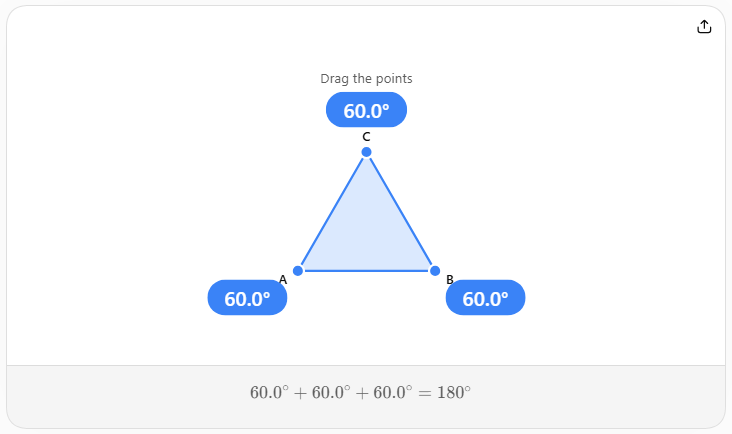 Drag the points
60.0°
C
A
B
60.0°
60.0°
60.0° + 60.0° + 60.0° = 180°